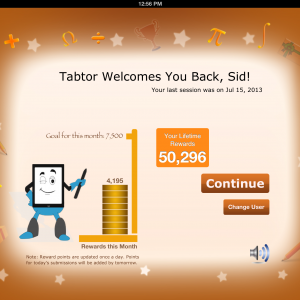 12:56 PM
Tabtor Welcomes You Back, Sid!
Your last session was on Jul 15, 2013
Goal for this month: 7,500
4,195
Rewards this Month
Your Lifetime
Rewards
50,296
Continue
Change User
Note: Reward points are updated once a day. Points
for today's submissions will be added by tomorrow.